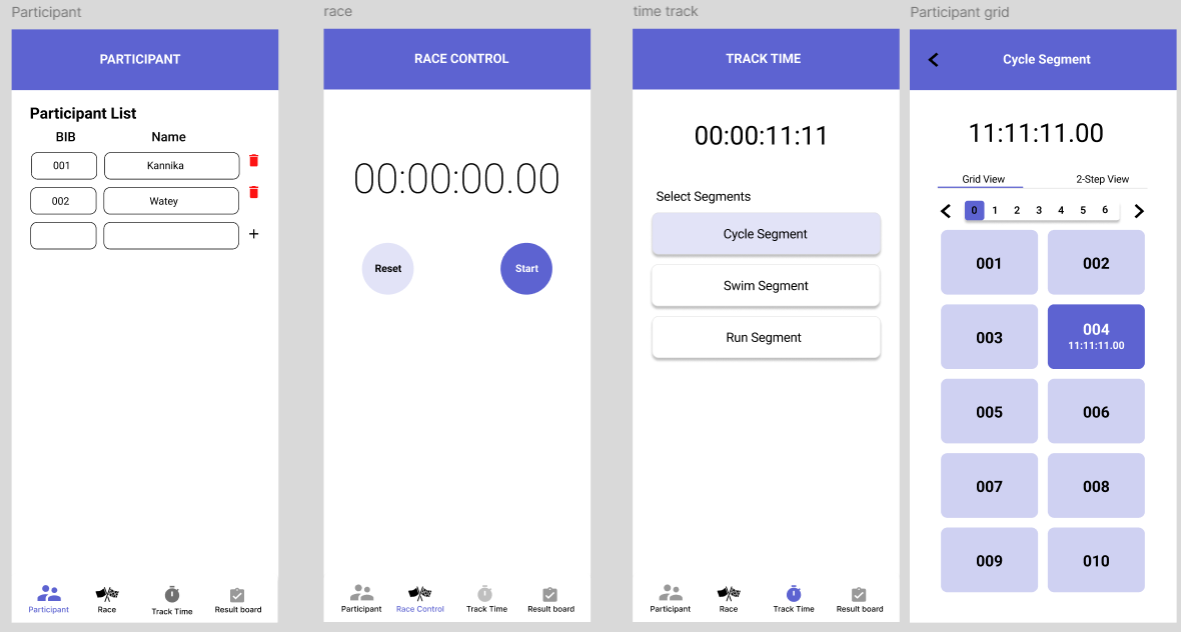 Participant
PARTICIPANT
Participant List
BIB Name
001 Kannika
002 Watey
+
Participant Race Track Time Result board
race
RACE CONTROL
00:00:00.00
Reset Start
Participant Race Control Track Time Result board
time track
TRACK TIME
00:00:11:11
Select Segments
Cycle Segment
Swim Segment
Run Segment
Participant Race Track Time Result board
Participant grid
Cycle Segment
11:11:11.00
Grid View 2-Step View
0 1 2 3 4 5 6
001 002
003 004
11:11:11.00
005 006
007 008
009 010